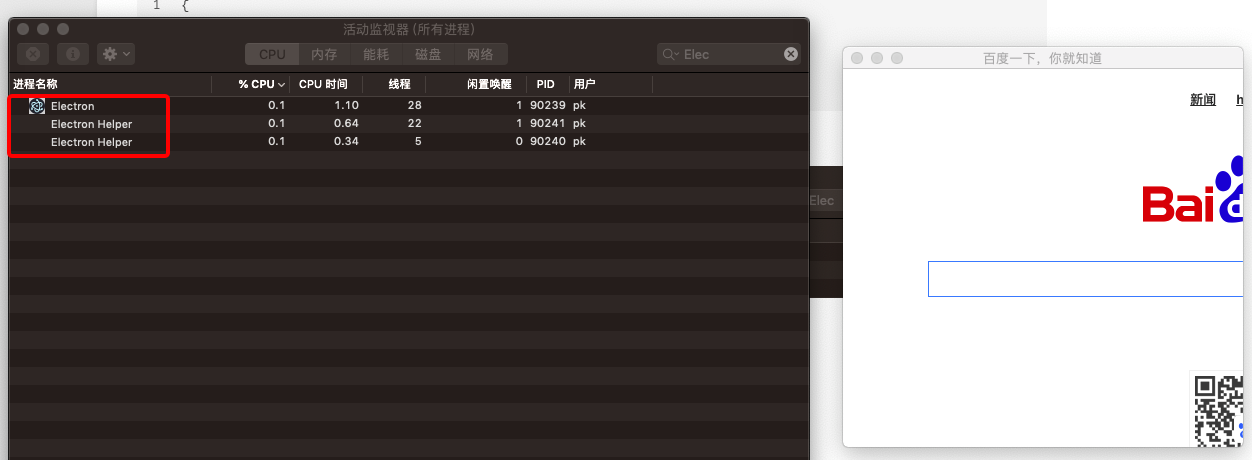 1 {
活动监视器 (所有进程)
CPU 内存 能耗 磁盘 网络 Elec
进程名称 % CPU CPU 时间 线程 闲置唤醒 PID 用户
Electron 0.1 1.10 28 1 90239 pk
Electron Helper 0.1 0.64 22 1 90241 pk
Electron Helper 0.1 0.34 5 0 90240 pk
Elec
百度一下，你就知道
新闻 h
Bai